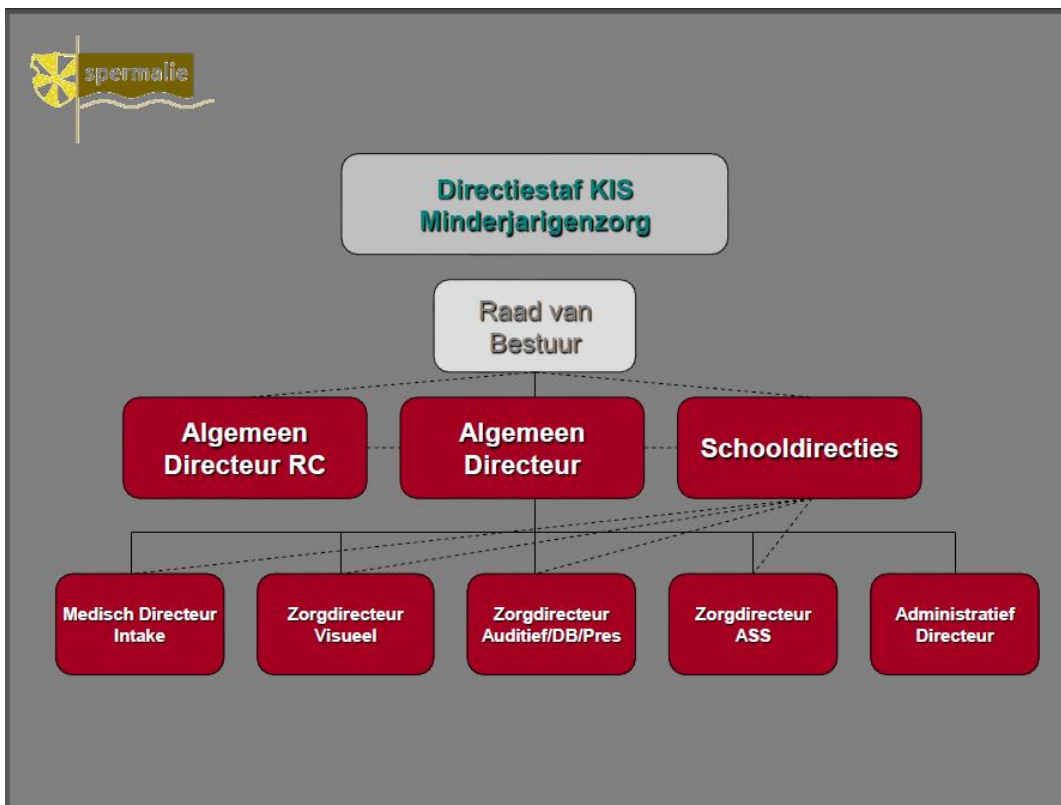 spermalie
Directiestaf KIS
Minderjarigenzorg
Raad van
Bestuur
Algemeen
Directeur RC
Algemeen
Directeur
Schooldirecties
Medisch Directeur
Intake
Zorgdirecteur
Visueel
Zorgdirecteur
Auditief/DB/Pres
Zorgdirecteur
ASS
Administratief
Directeur